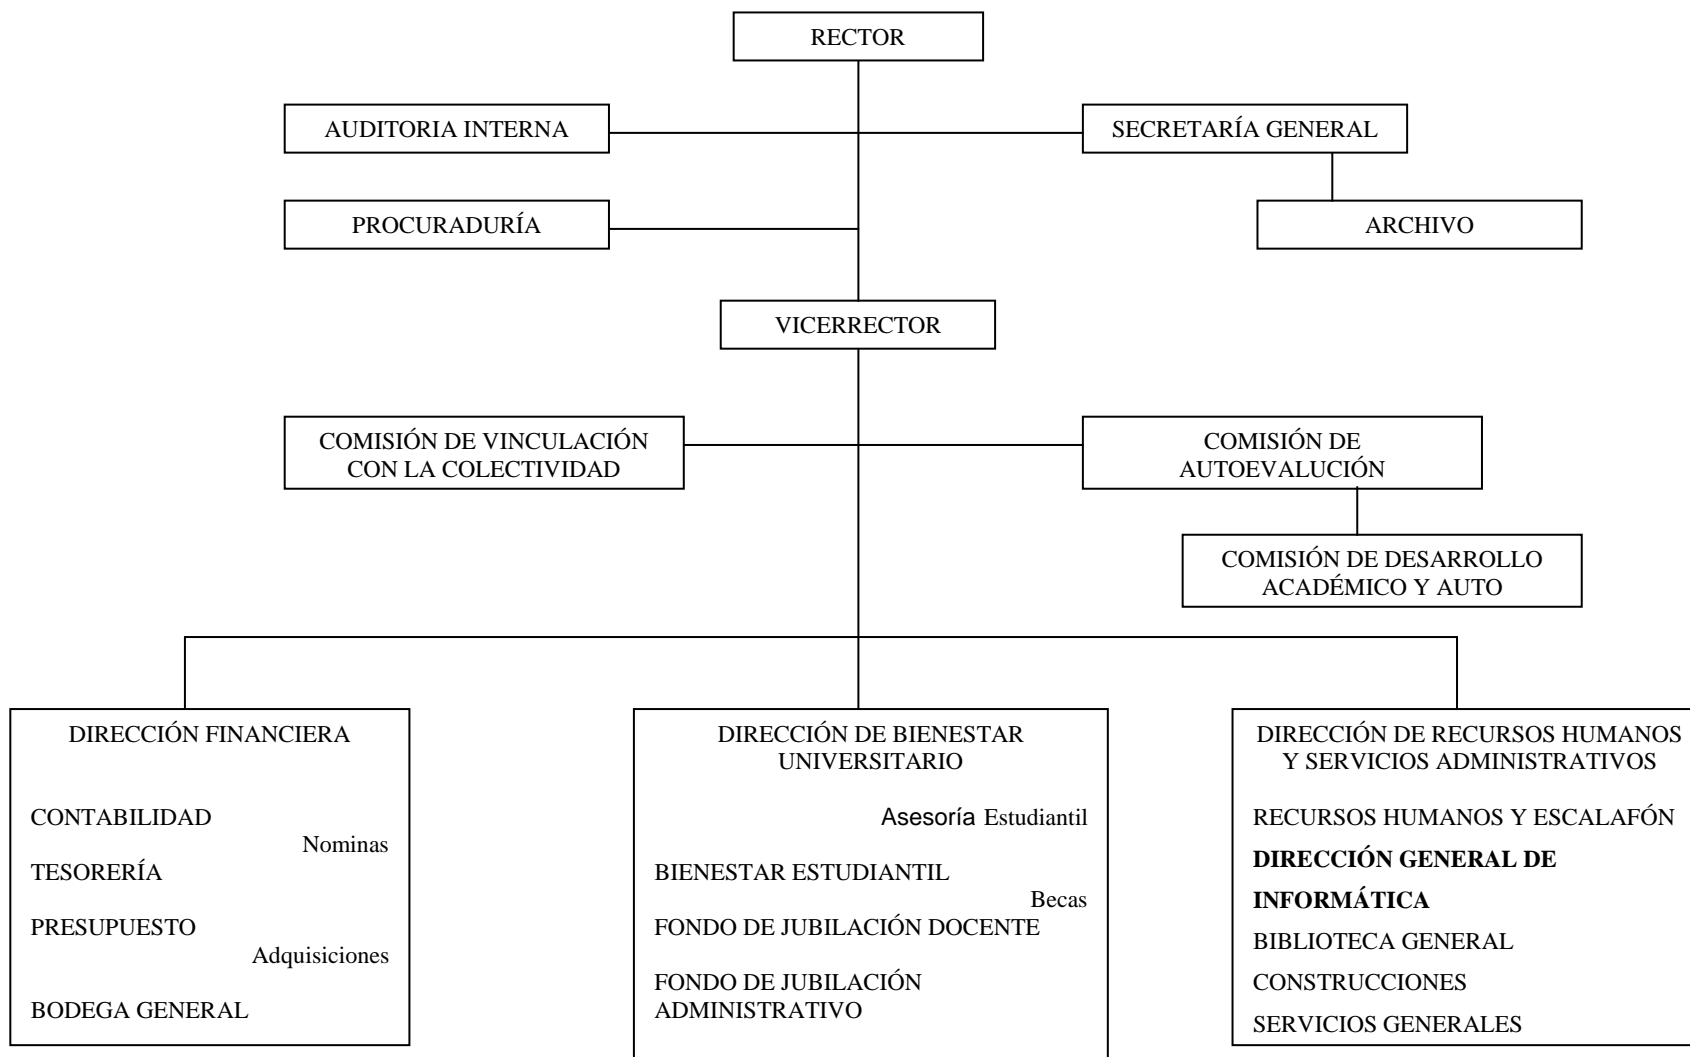 RECTOR
AUDITORIA INTERNA
SECRETARÍA GENERAL
PROCURADURÍA
ARCHIVO
VICERRECTOR
COMISIÓN DE VINCULACIÓN
CON LA COLECTIVIDAD
COMISIÓN DE
AUTOEVALUCIÓN
COMISIÓN DE DESARROLLO
ACADÉMICO Y AUTO
DIRECCIÓN FINANCIERA
CONTABILIDAD
Nominas
TESORERÍA
PRESUPUESTO
Adquisiciones
BODEGA GENERAL
DIRECCIÓN DE BIENESTAR
UNIVERSITARIO
Asesoría Estudiantil
BIENESTAR ESTUDIANTIL
Becas
FONDO DE JUBILACIÓN DOCENTE
FONDO DE JUBILACIÓN
ADMINISTRATIVO
DIRECCIÓN DE RECURSOS HUMANOS
Y SERVICIOS ADMINISTRATIVOS
RECURSOS HUMANOS Y ESCALAFÓN
DIRECCIÓN GENERAL DE
INFORMÁTICA
BIBLIOTECA GENERAL
CONSTRUCCIONES
SERVICIOS GENERALES